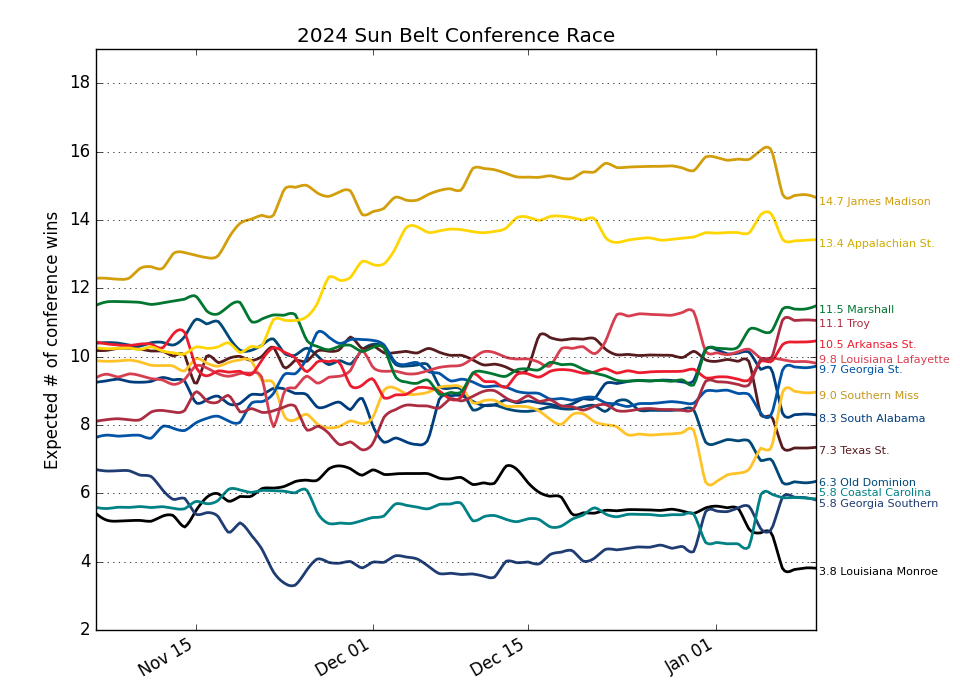 2024 Sun Belt Conference Race
Expected # of conference wins
18
16
14
12
10
8
6
4
2
Nov 15
Dec 01
Dec 15
Jan 01
14.7 James Madison
13.4 Appalachian St.
11.5 Marshall
11.1 Troy
10.5 Arkansas St.
9.8 Louisiana Lafayette
9.7 Georgia St.
9.0 Southern Miss
8.3 South Alabama
7.3 Texas St.
6.3 Old Dominion
5.8 Coastal Carolina
5.8 Georgia Southern
3.8 Louisiana Monroe